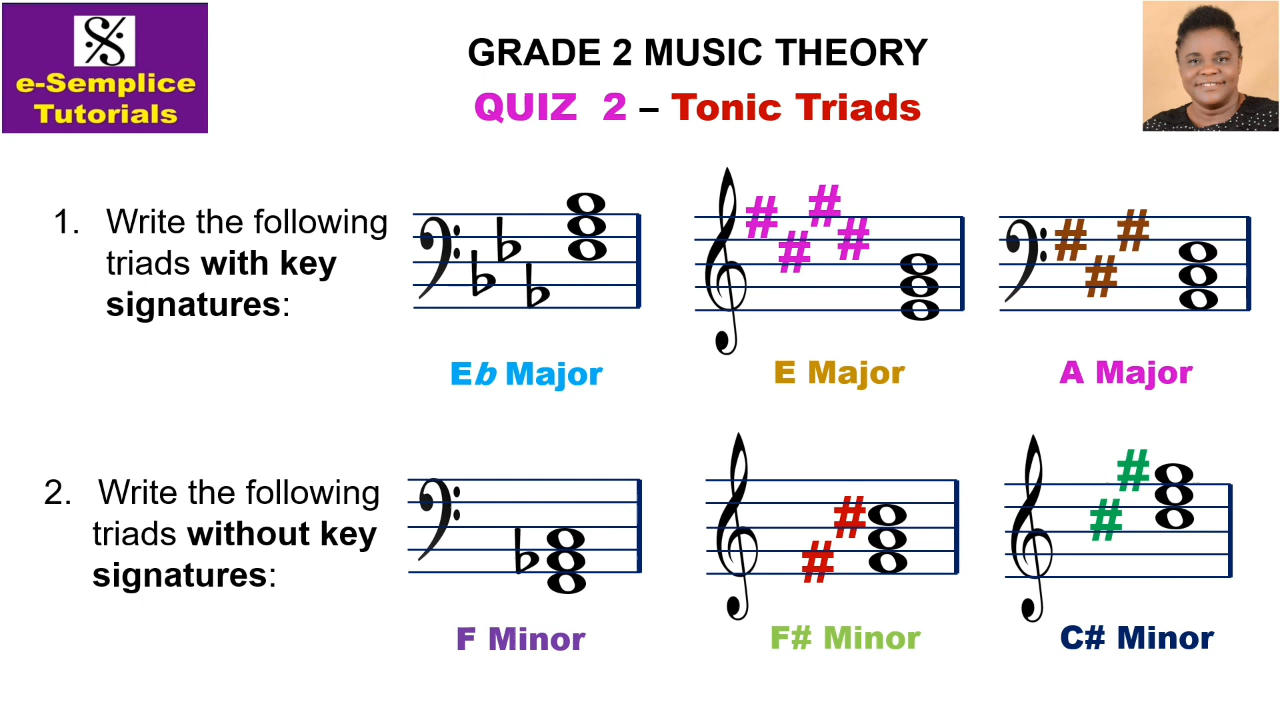 e-Semplice
Tutorials
GRADE 2 MUSIC THEORY
QUIZ 2 – Tonic Triads
1. Write the following
triads with key
signatures:
Eb Major
E Major
A Major
2. Write the following
triads without key
signatures:
F Minor
F# Minor
C# Minor